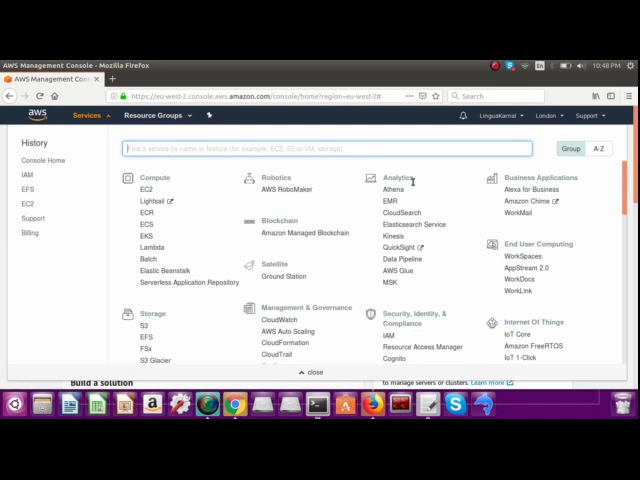 AWS Management Console - Mozilla Firefox
En
10:48 PM
AWS Management Con
https://eu-west-2.console.aws.amazon.com/console/home?region=eu-west-2#
Search
aws
Services
Resource Groups
LinguaKarnal
London
Support
History
Console Home
IAM
EFS
EC2
Support
Billing
Find a service by name or feature (for example, EC2, S3 or VM, storage).
Group
A-Z
Compute
EC2
Lightsail
ECR
ECS
EKS
Lambda
Batch
Elastic Beanstalk
Serverless Application Repository
Storage
S3
EFS
FSx
S3 Glacier
Robotics
AWS RoboMaker
Blockchain
Amazon Managed Blockchain
Satellite
Ground Station
Management & Governance
CloudWatch
AWS Auto Scaling
CloudFormation
CloudTrail
Analytics
Athena
EMR
CloudSearch
Elasticsearch Service
Kinesis
QuickSight
Data Pipeline
AWS Glue
MSK
Security, Identity, &
Compliance
IAM
Resource Access Manager
Cognito
Business Applications
Alexa for Business
Amazon Chime
WorkMail
End User Computing
WorkSpaces
AppStream 2.0
WorkDocs
WorkLink
Internet Of Things
IoT Core
Amazon FreeRTOS
IoT 1-Click
close
Build a solution
to manage servers or clusters. Learn more